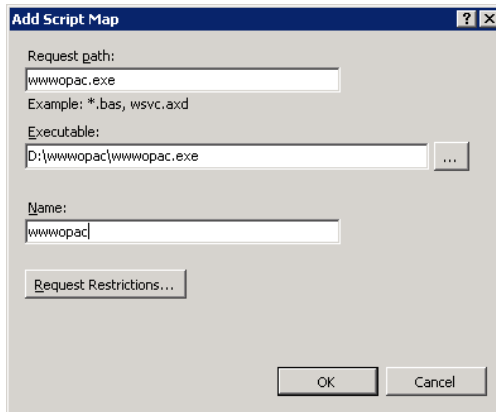 Add Script Map
Request path:
wwwopac.exe
Example: *.bas, wsvc.axd
Executable:
D:\wwwopac\wwwopac.exe
...
Name:
wwwopac
Request Restrictions...
OK Cancel